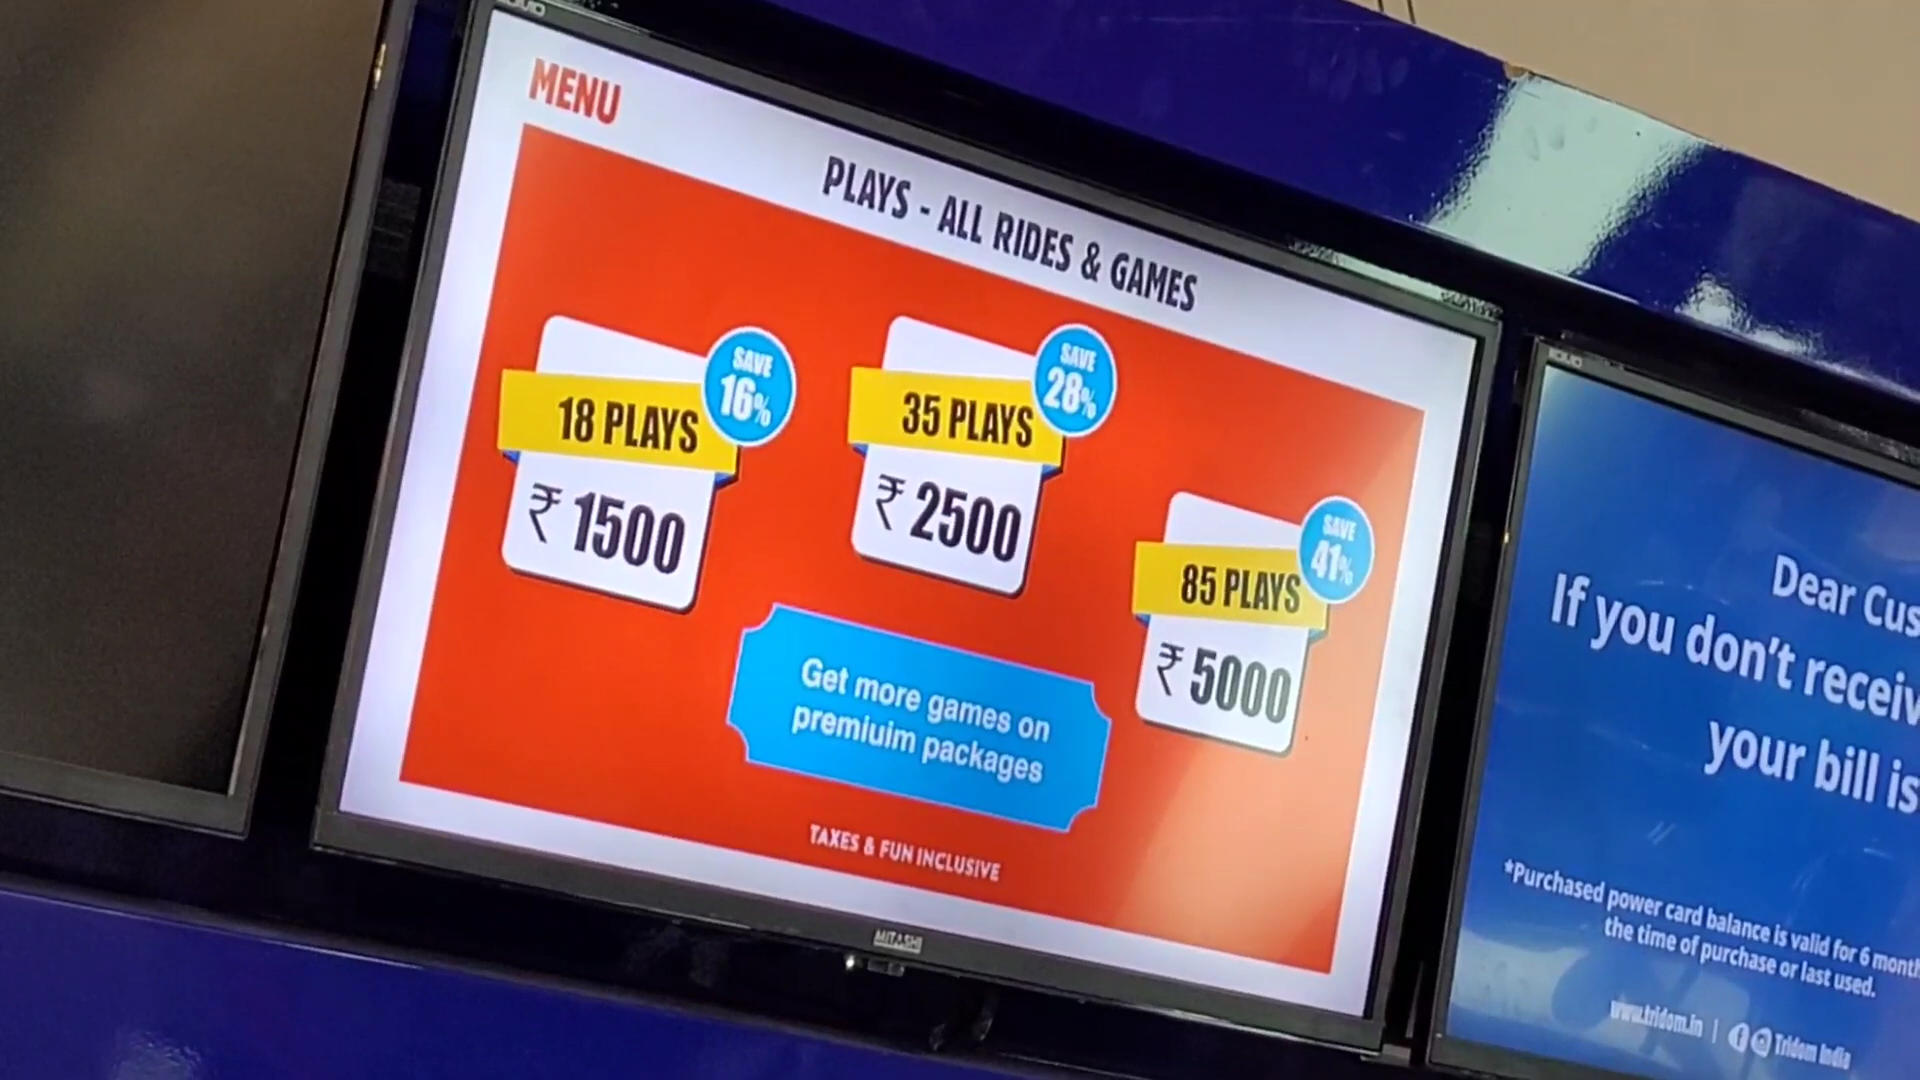 MENU
PLAYS - ALL RIDES & GAMES
SAVE
16%
18 PLAYS
₹ 1500
SAVE
28%
35 PLAYS
₹ 2500
SAVE
41%
85 PLAYS
₹ 5000
Get more games on
premiuim packages
TAXES & FUN INCLUSIVE
MITASHI
Dear
If you don't
your bill is
*Purchased power card balance is valid for 6
the time of purchase or last used.
www.tridom.in | Tridom India